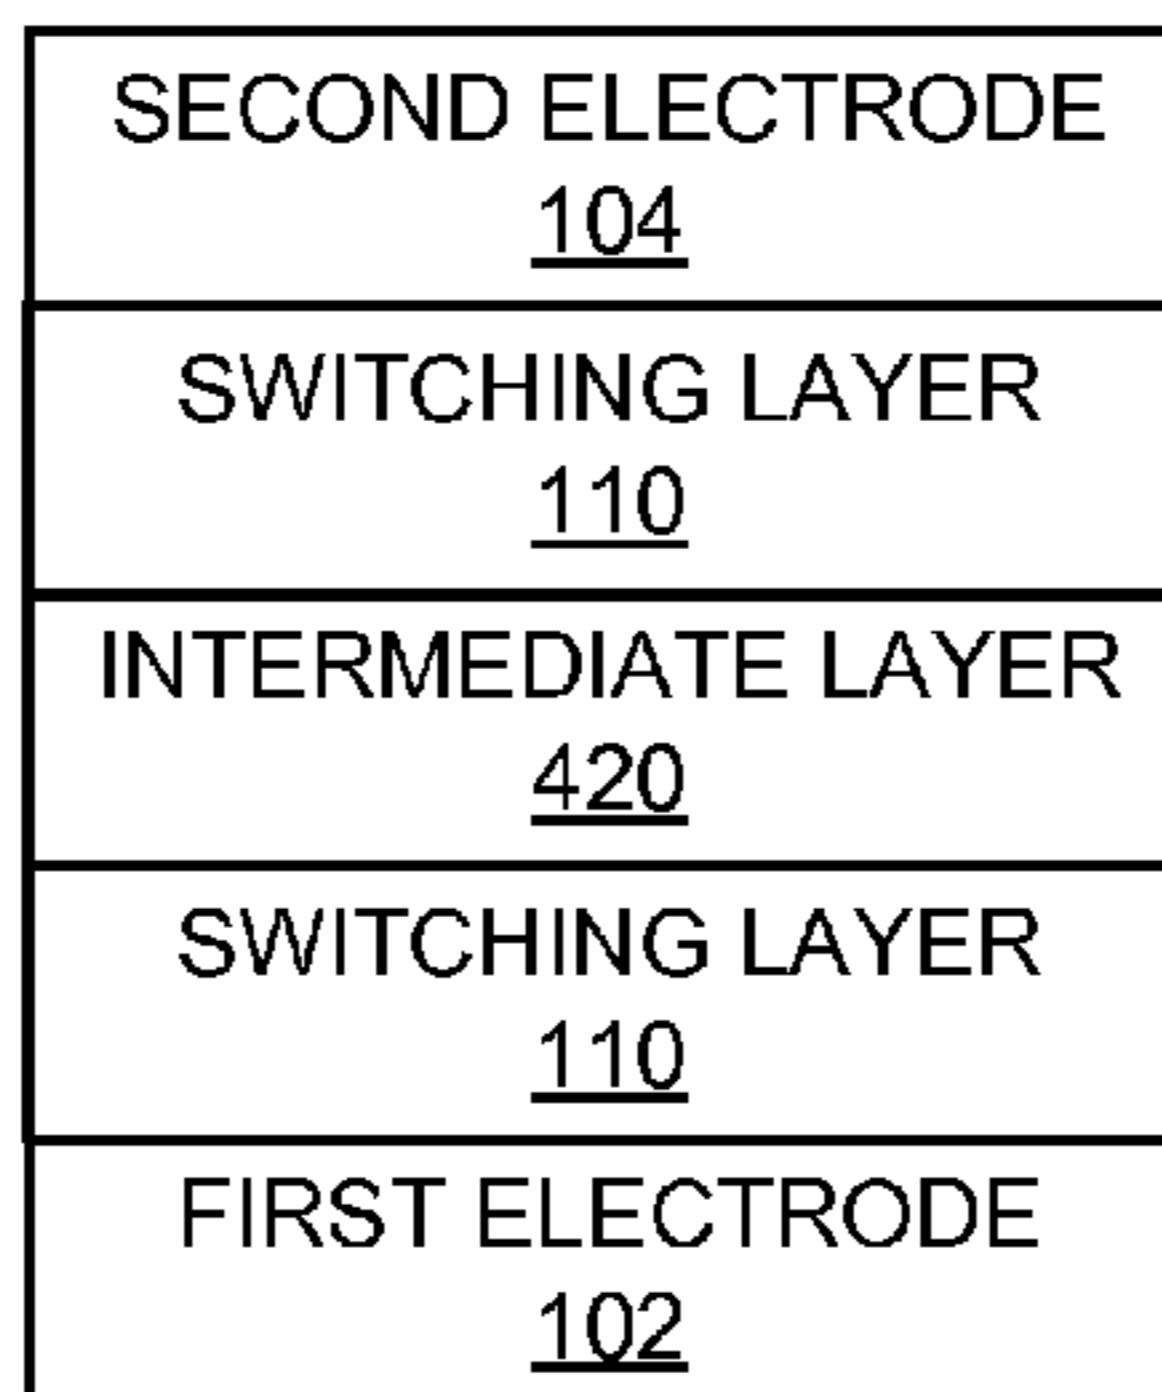 SECOND ELECTRODE
104
SWITCHING LAYER
110
INTERMEDIATE LAYER
420
SWITCHING LAYER
110
FIRST ELECTRODE
102